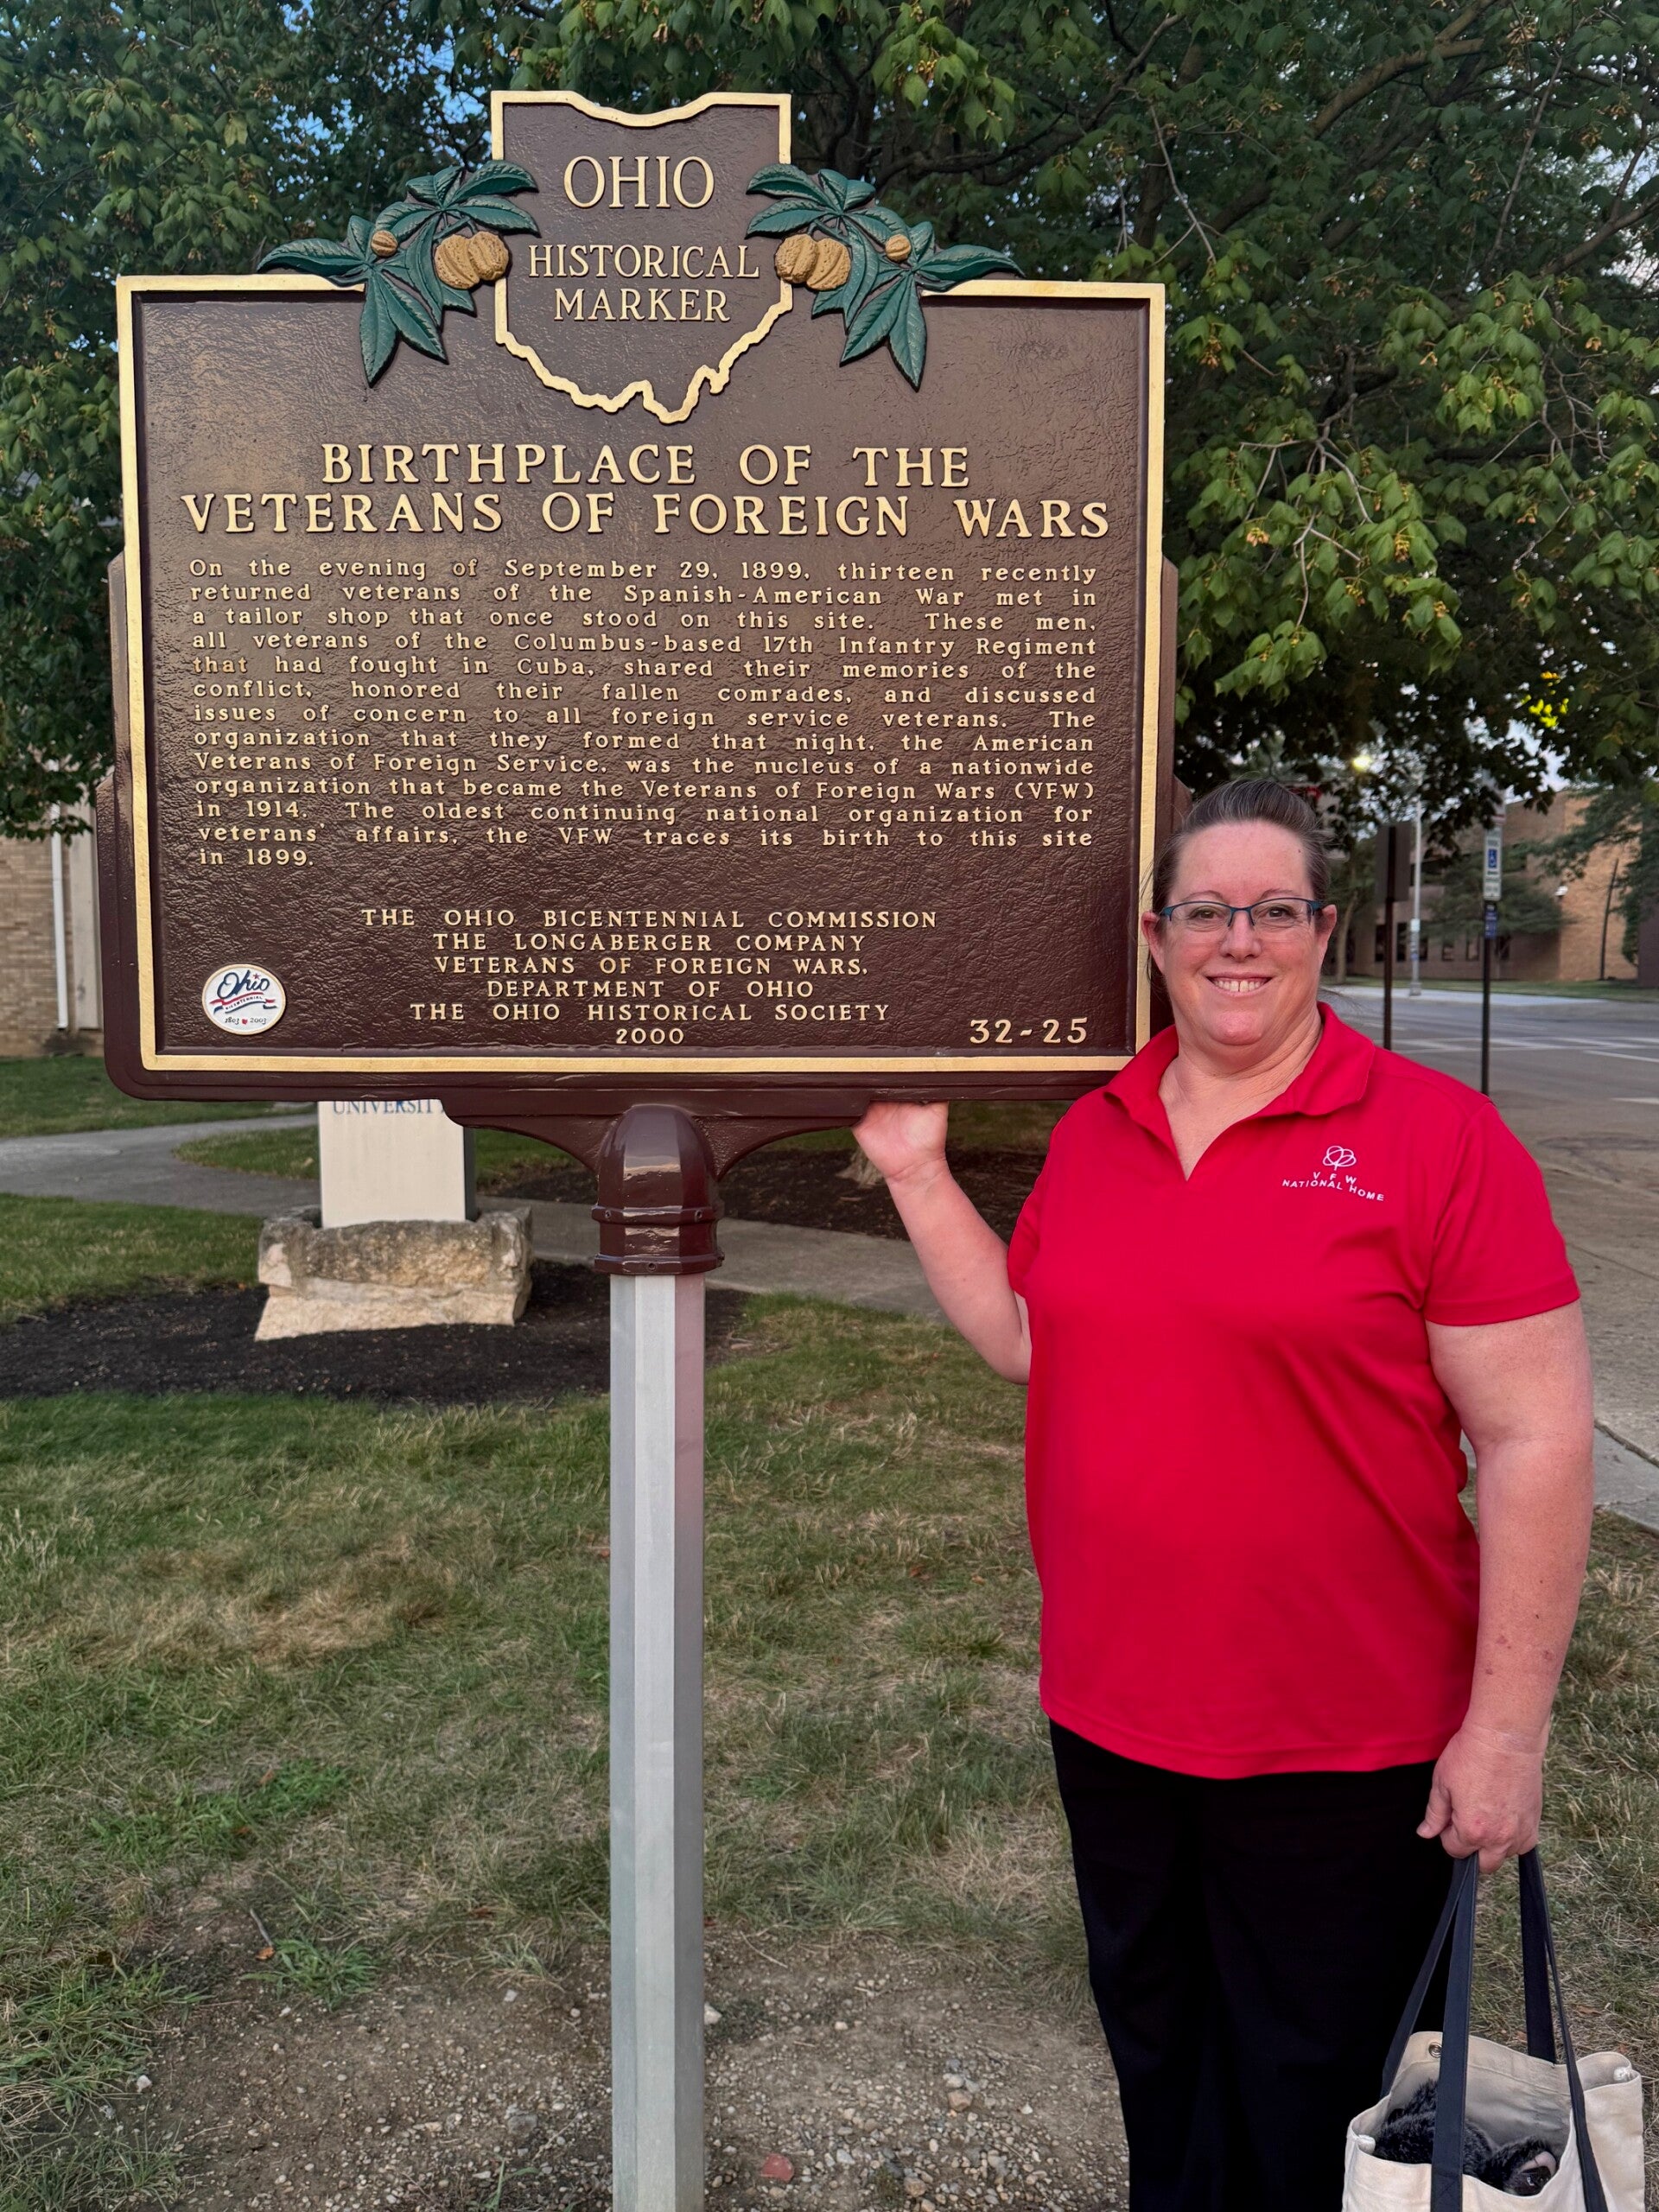 OHIO
HISTORICAL
MARKER
BIRTHPLACE OF THE
VETERANS OF FOREIGN WARS
On the evening of September 29, 1899, thirteen recently
returned veterans of the Spanish-American War met in
a tailor shop that once stood on this site. These men,
all veterans of the Columbus-based 17th Infantry Regiment
that had fought in Cuba, shared their memories of the
conflict, honored their fallen comrades, and discussed
issues of concern to all foreign service veterans. The
organization that they formed that night, the American
Veterans of Foreign Service, was the nucleus of a nationwide
organization that became the Veterans of Foreign Wars (VFW)
in 1914. The oldest continuing national organization for
veterans' affairs, the VFW traces its birth to this site
in 1899.
THE OHIO BICENTENNIAL COMMISSION
THE LONGABERGER COMPANY
VETERANS OF FOREIGN WARS,
DEPARTMENT OF OHIO
THE OHIO HISTORICAL SOCIETY
2000
32-25
Ohio
BICENTENNIAL
1803 2003
UNIVERSIT
VFW
NATIONAL HOME